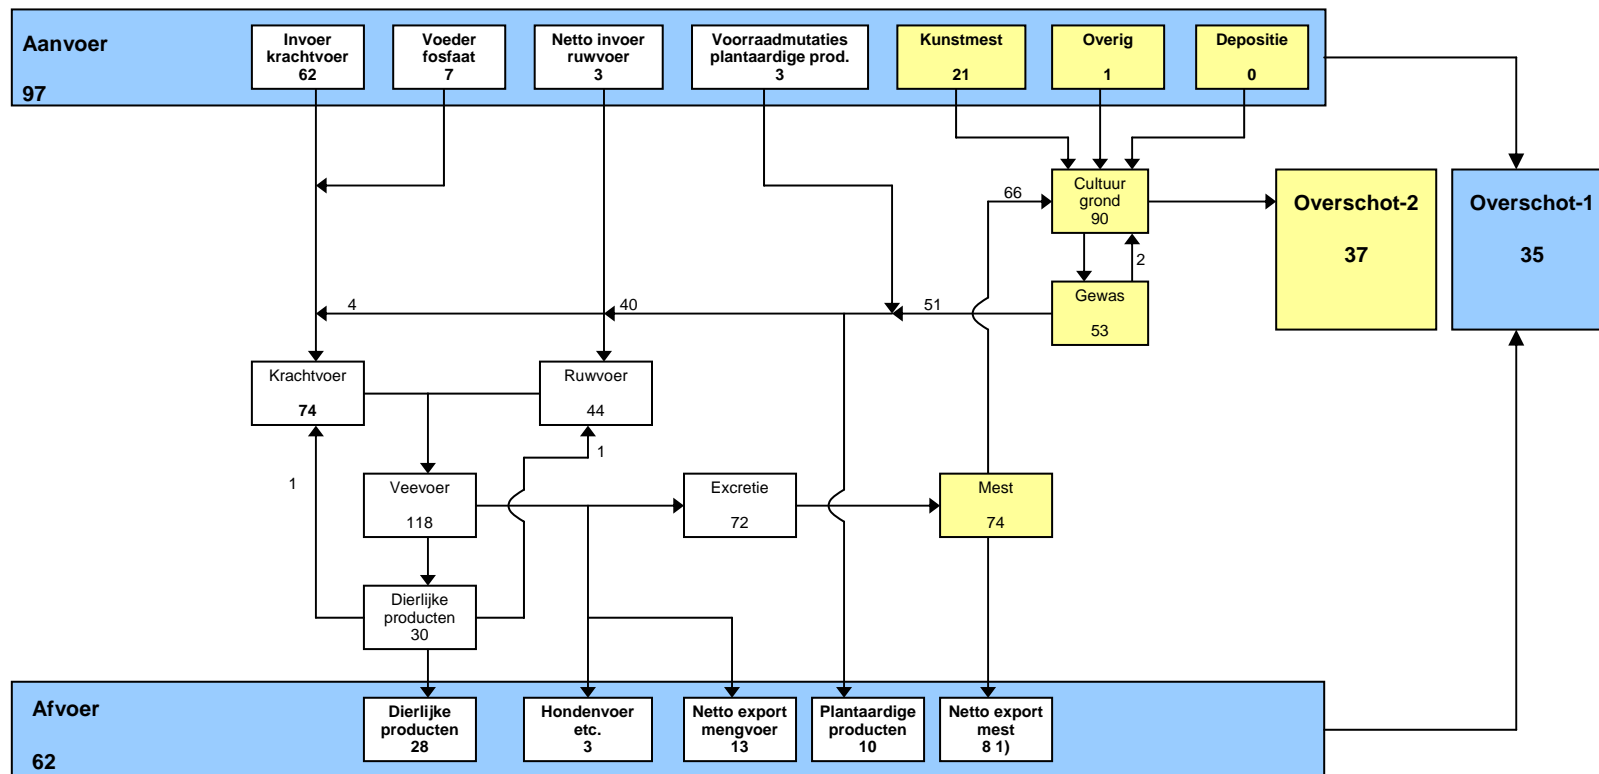 Aanvoer
97
Invoer
krachtvoer
62
Voeder
fosfaat
7
Netto invoer
ruwvoer
3
Voorraadmutaties
plantaardige prod.
3
Kunstmest
21
Overig
1
Depositie
0
66
Cultuur
grond
90
Overschot-2
37
Overschot-1
35
2
4
40
51
Gewas
53
Krachtvoer
74
Ruwvoer
44
1
1
Veevoer
118
Excretie
72
Mest
74
Dierlijke
producten
30
Afvoer
62
Dierlijke
producten
28
Hondenvoer
etc.
3
Netto export
mengvoer
13
Plantaardige
producten
10
Netto export
mest
8 1)